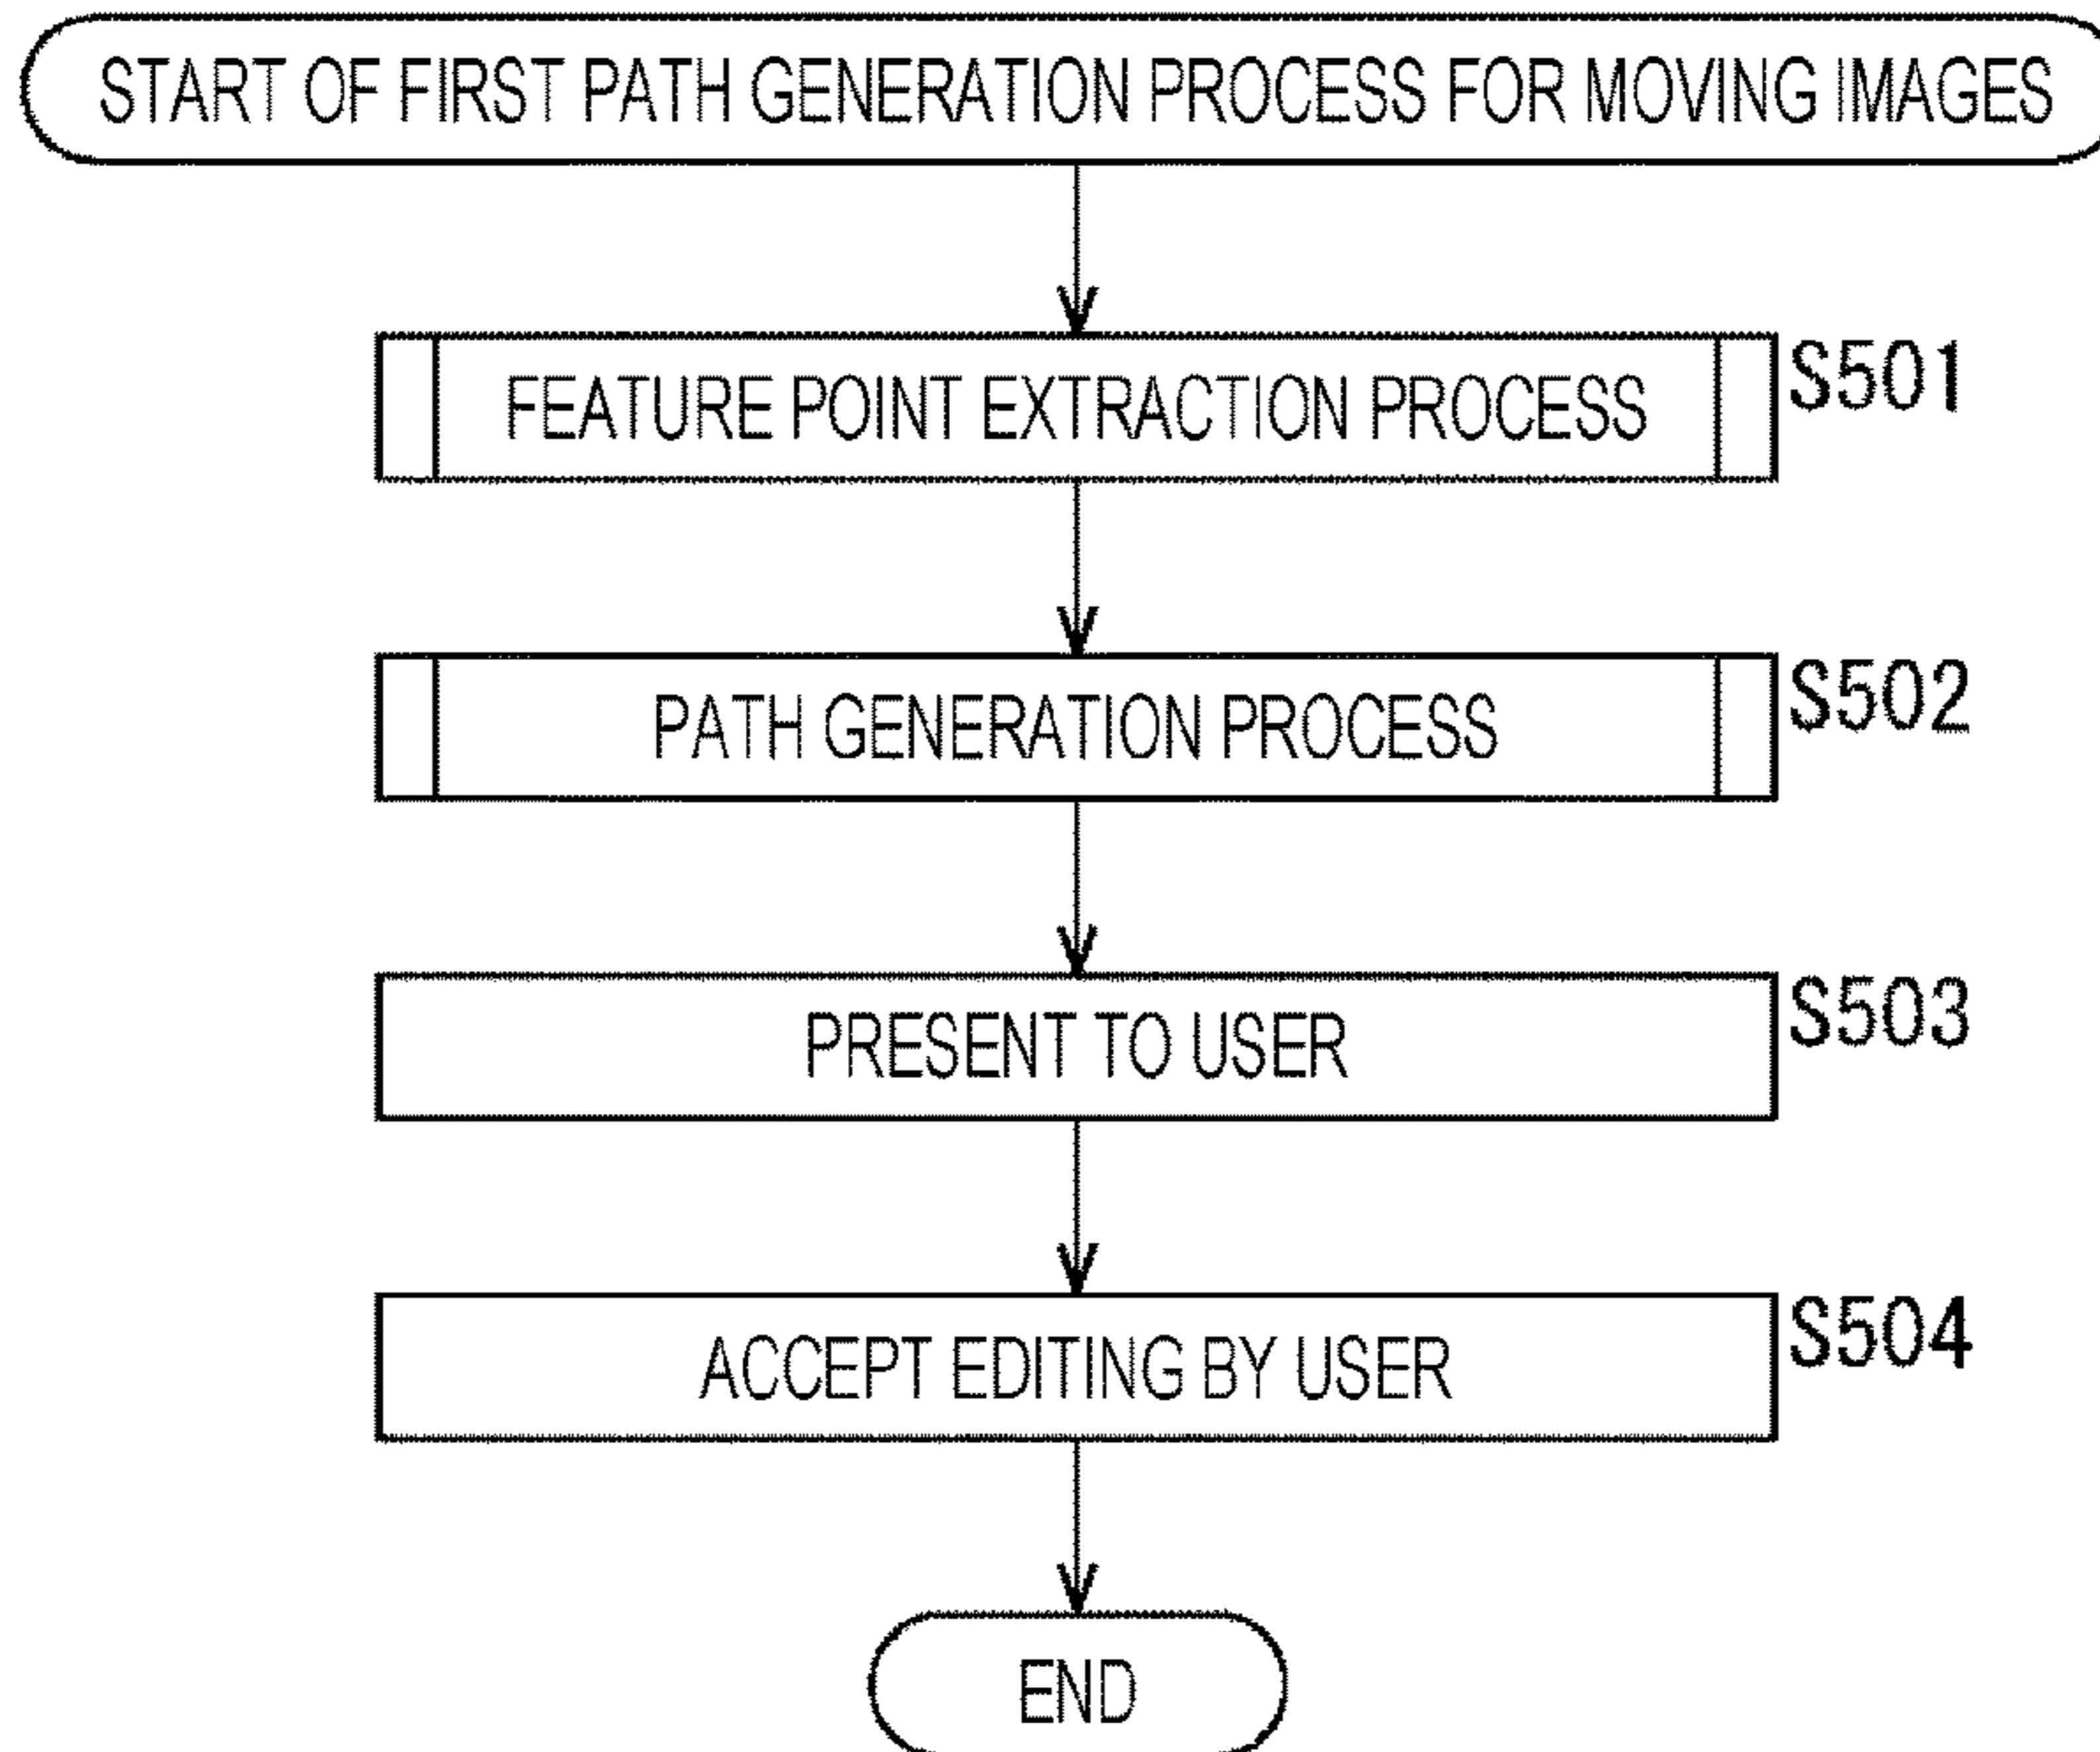 START OF FIRST PATH GENERATION PROCESS FOR MOVING IMAGES
FEATURE POINT EXTRACTION PROCESS S501
PATH GENERATION PROCESS S502
PRESENT TO USER S503
ACCEPT EDITING BY USER S504
END